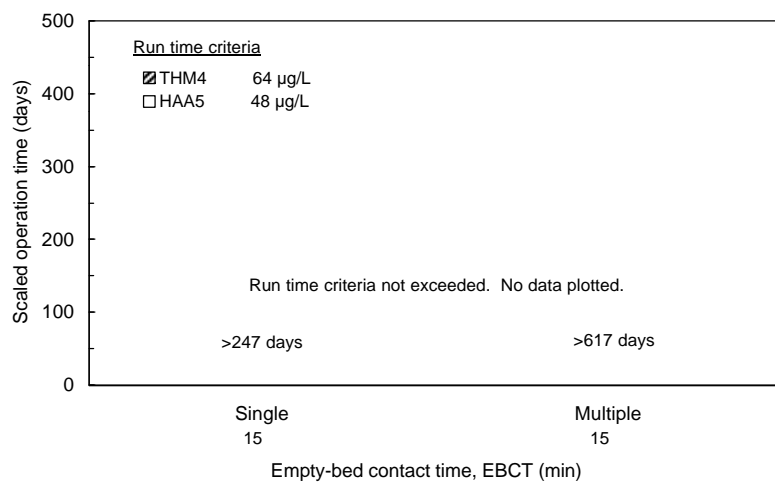 500
400
300
200
100
0
Scaled operation time (days)
Run time criteria
THM4 64 µg/L
HAA5 48 µg/L
Run time criteria not exceeded. No data plotted.
>247 days >617 days
Single Multiple
15 15
Empty-bed contact time, EBCT (min)